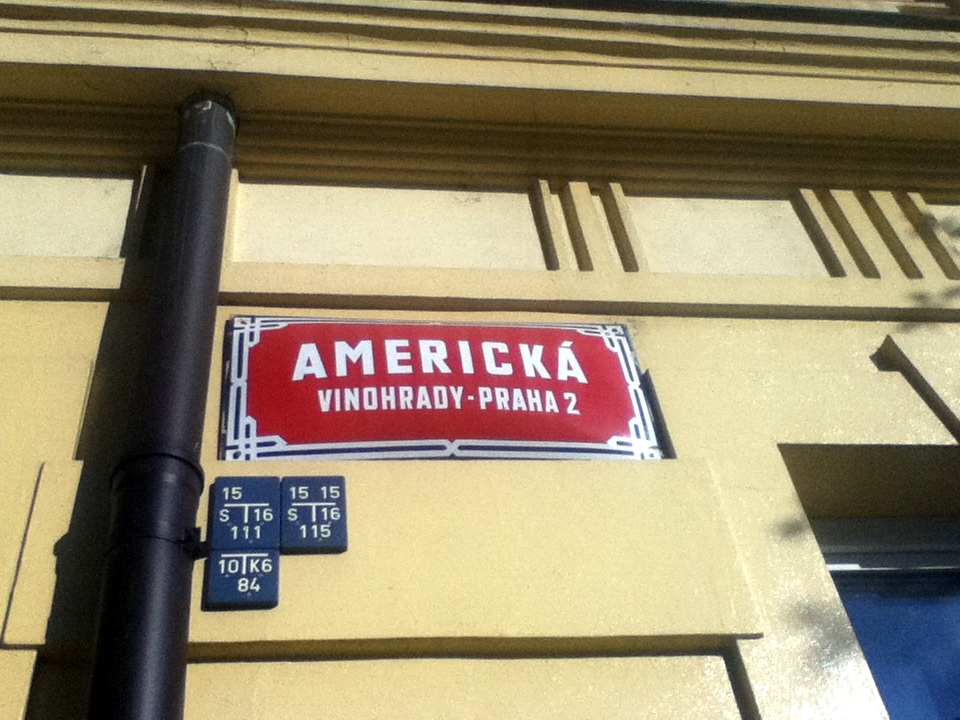 AMERICKÁ
VINOHRADY-PRAHA 2
15
S T 16
111
15 15
S T 16
115
10 T K6
84